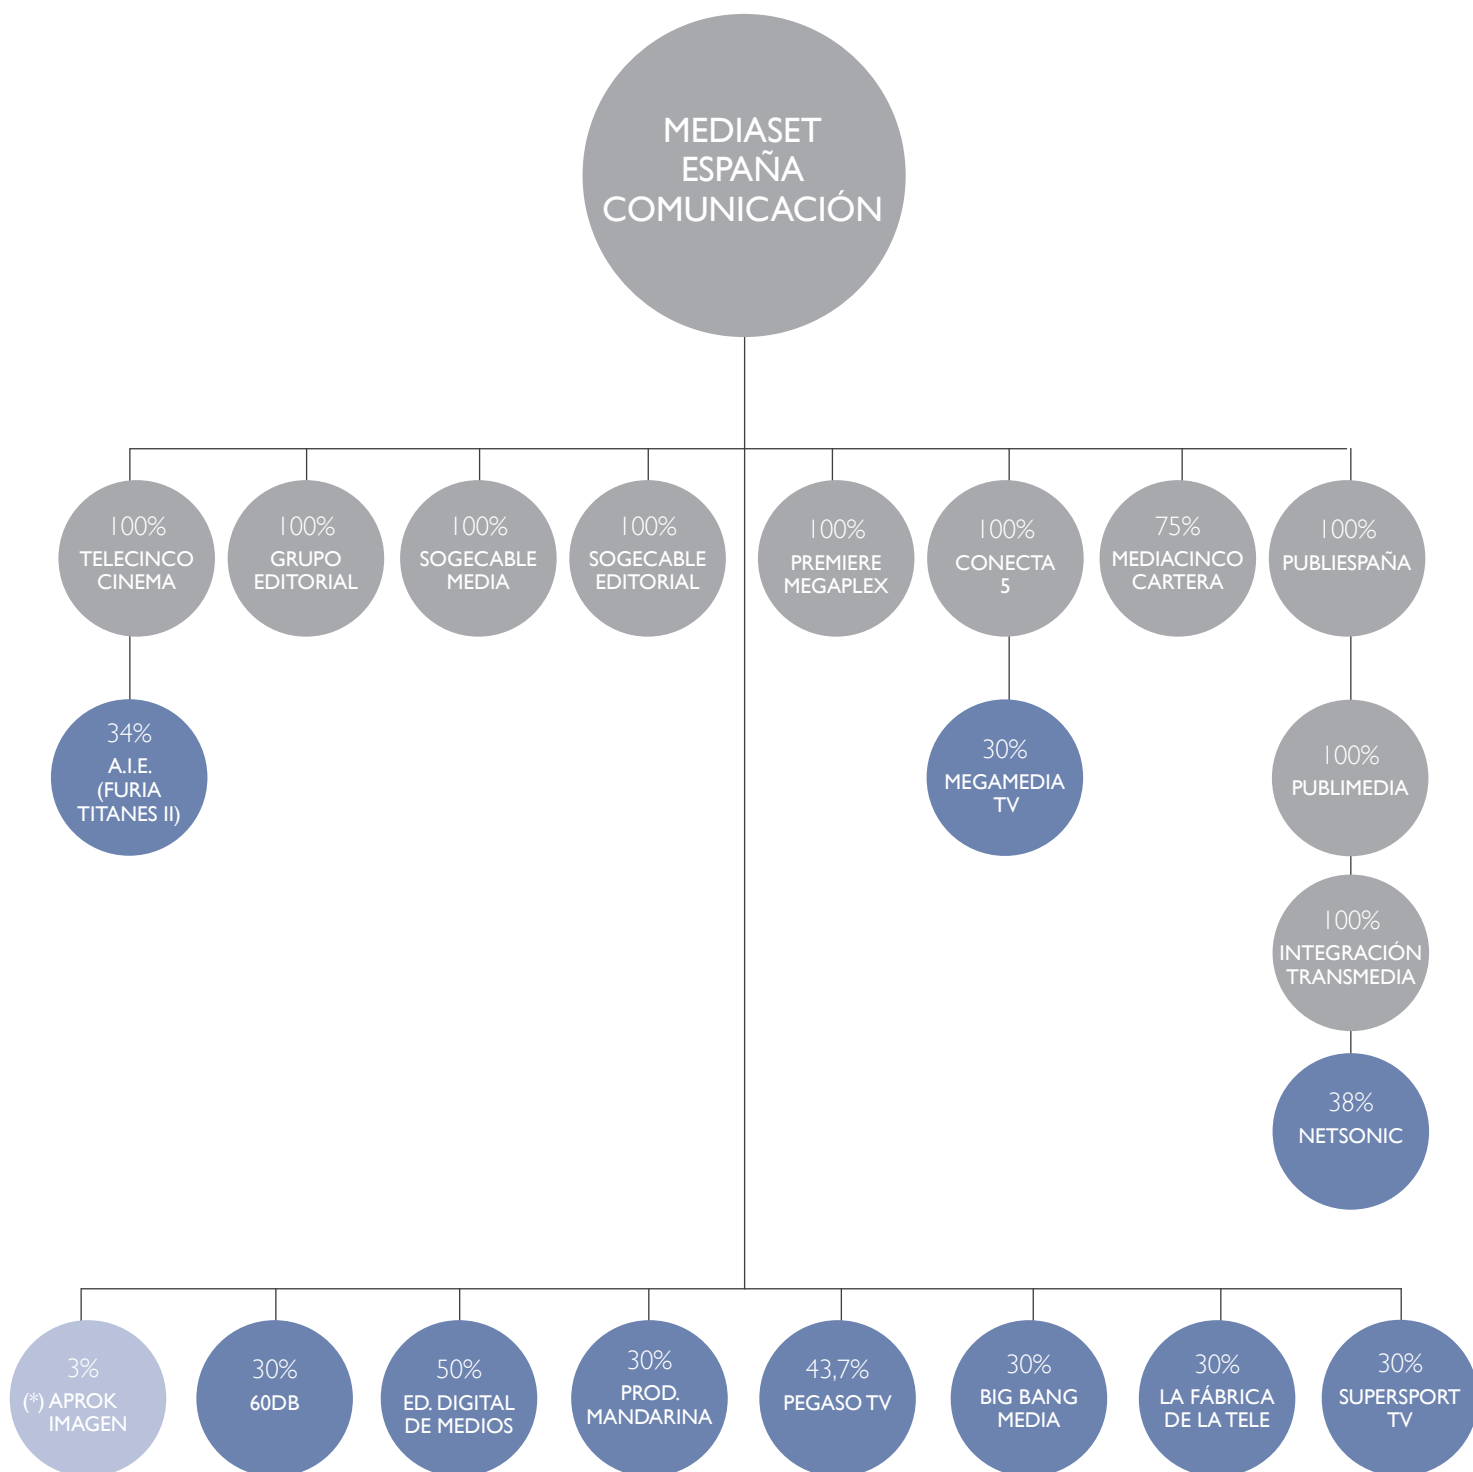 MEDIASET
ESPAÑA
COMUNICACIÓN
100%
TELECINCO
CINEMA
100%
GRUPO
EDITORIAL
100%
SOGECABLE
MEDIA
100%
SOGECABLE
EDITORIAL
100%
PREMIERE
MEGAPLEX
100%
CONECTA
5
75%
MEDIACINCO
CARTERA
100%
PUBLIESPAÑA
34%
A.I.E.
(FURIA
TITANES II)
30%
MEGAMEDIA
TV
100%
PUBLIMEDIA
100%
INTEGRACIÓN
TRANSMEDIA
38%
NETSONIC
3%
(*) APROK
IMAGEN
30%
60DB
50%
ED. DIGITAL
DE MEDIOS
30%
PROD.
MANDARINA
43,7%
PEGASO TV
30%
BIG BANG
MEDIA
30%
LA FÁBRICA
DE LA TELE
30%
SUPERSPORT
TV